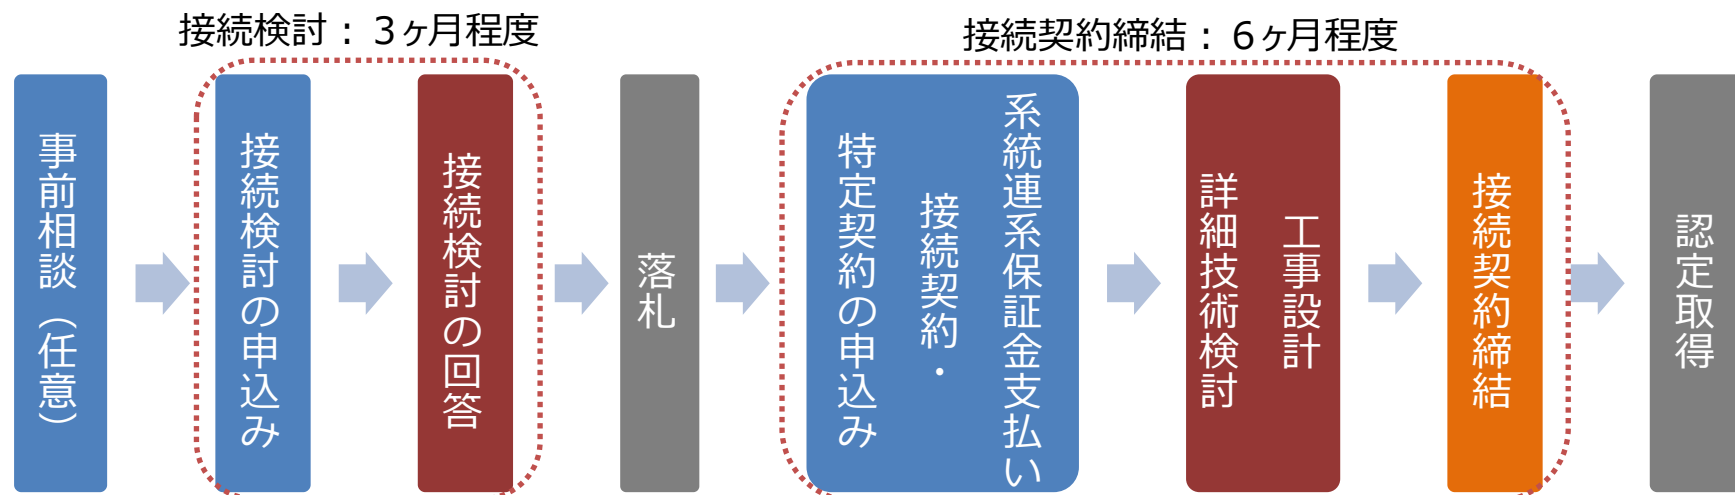 接続検討：３ヶ月程度
接続契約締結：６ヶ月程度
事前相談（任意）
接続検討の申込み
接続検討の回答
落札
系統連系保証金支払い
接続契約・
特定契約の申込み
工事設計
詳細技術検討
接続契約締結
認定取得